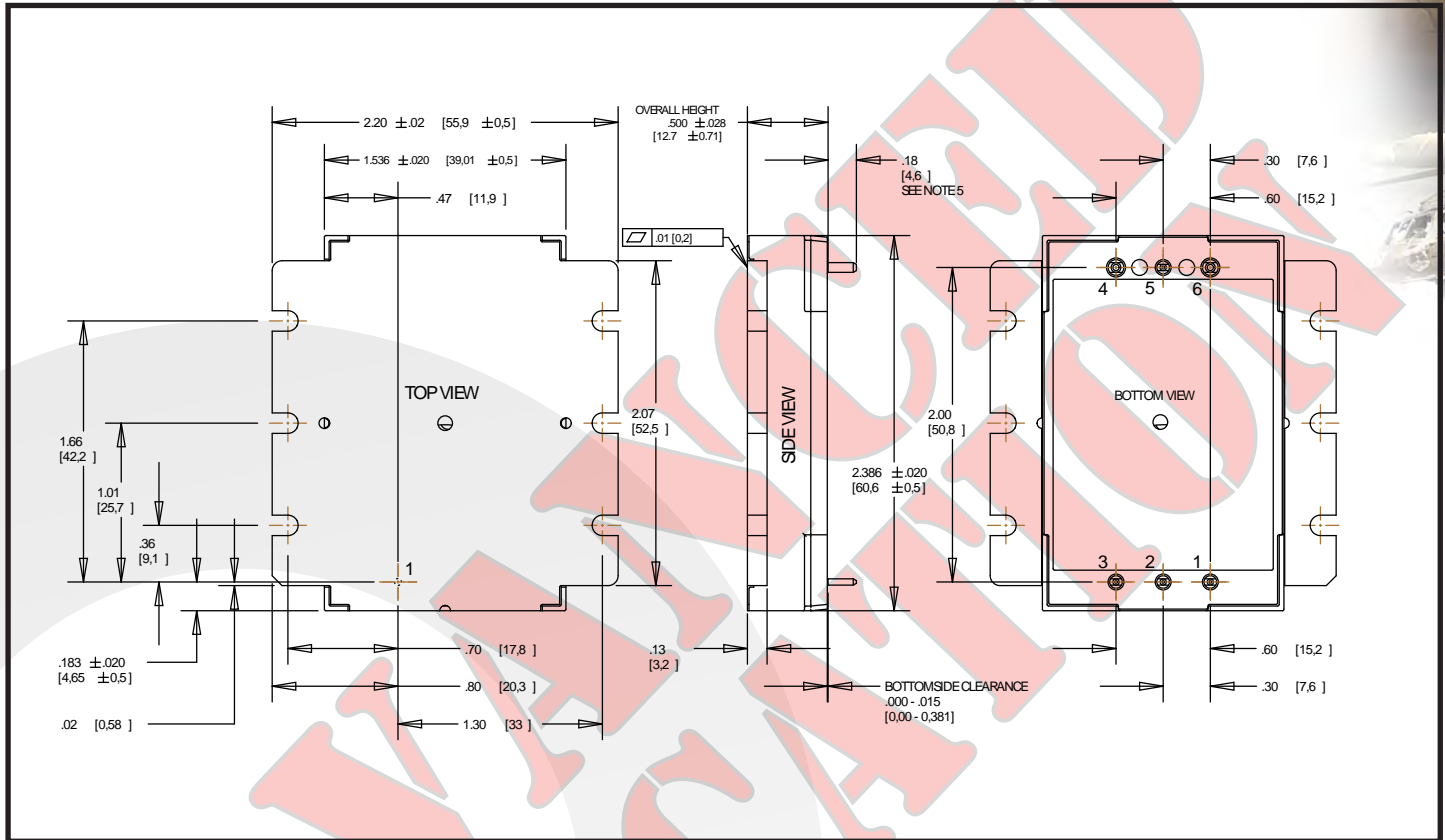 2.20 ±.02 [55,9 ±0,5]
1.536 ±.020 [39,01 ±0,5]
.47 [11,9 ]
OVERALL HEIGHT
.500 ±.028
[12.7 ±0.71]
.18
[4,6 ]
SEE NOTE 5
.30 [7,6 ]
.60 [15,2 ]
.01 [0,2]
TOP VIEW
SIDE VIEW
BOTTOM VIEW
4 5 6
1.66
[42,2 ]
1.01
[25,7 ]
.36
[9,1 ]
2.07
[52,5 ]
2.386 ±.020
[60,6 ±0,5]
2.00
[50,8 ]
1
3 2 1
.183 ±.020
[4,65 ±0,5]
.02 [0,58 ]
.70 [17,8 ]
.80 [20,3 ]
1.30 [33 ]
.13
[3,2 ]
BOTTOMSIDE CLEARANCE
.000 - .015
[0,00 - 0,381]
.60 [15,2 ]
.30 [7,6 ]
VANCED
CATION